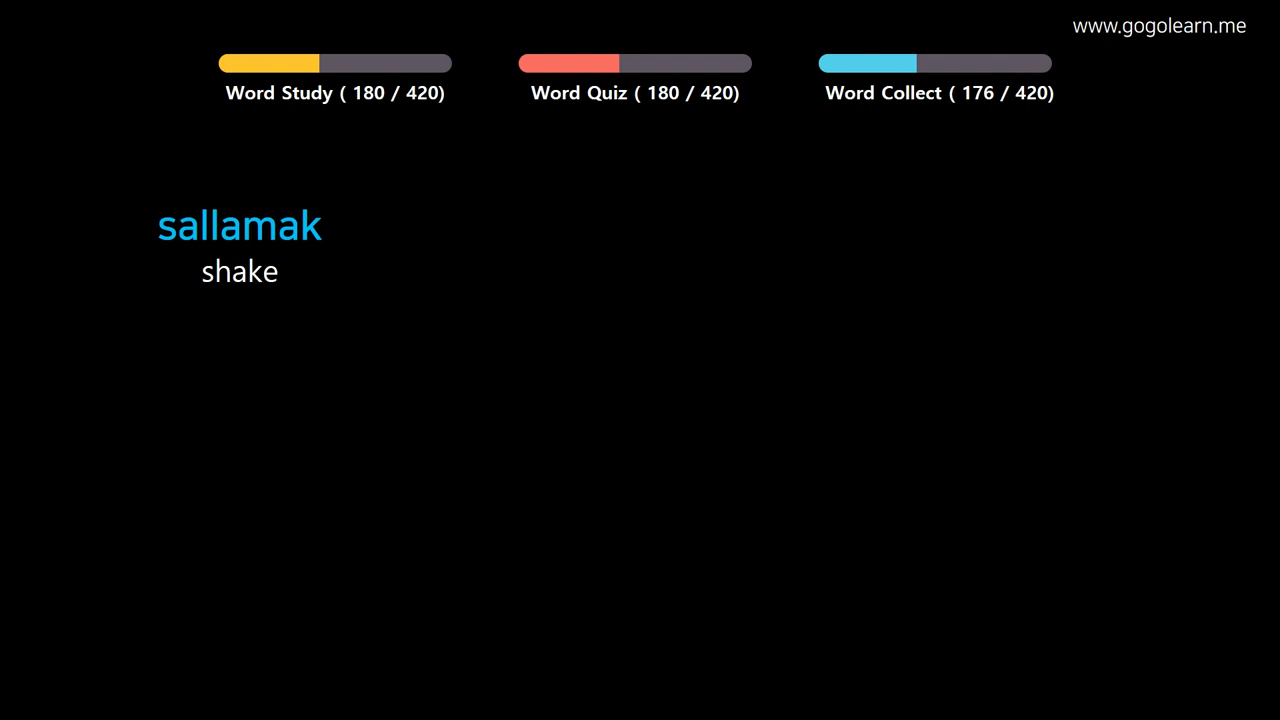 www.gogolearn.me
Word Study ( 180 / 420)
Word Quiz ( 180 / 420)
Word Collect ( 176 / 420)
sallamak
shake